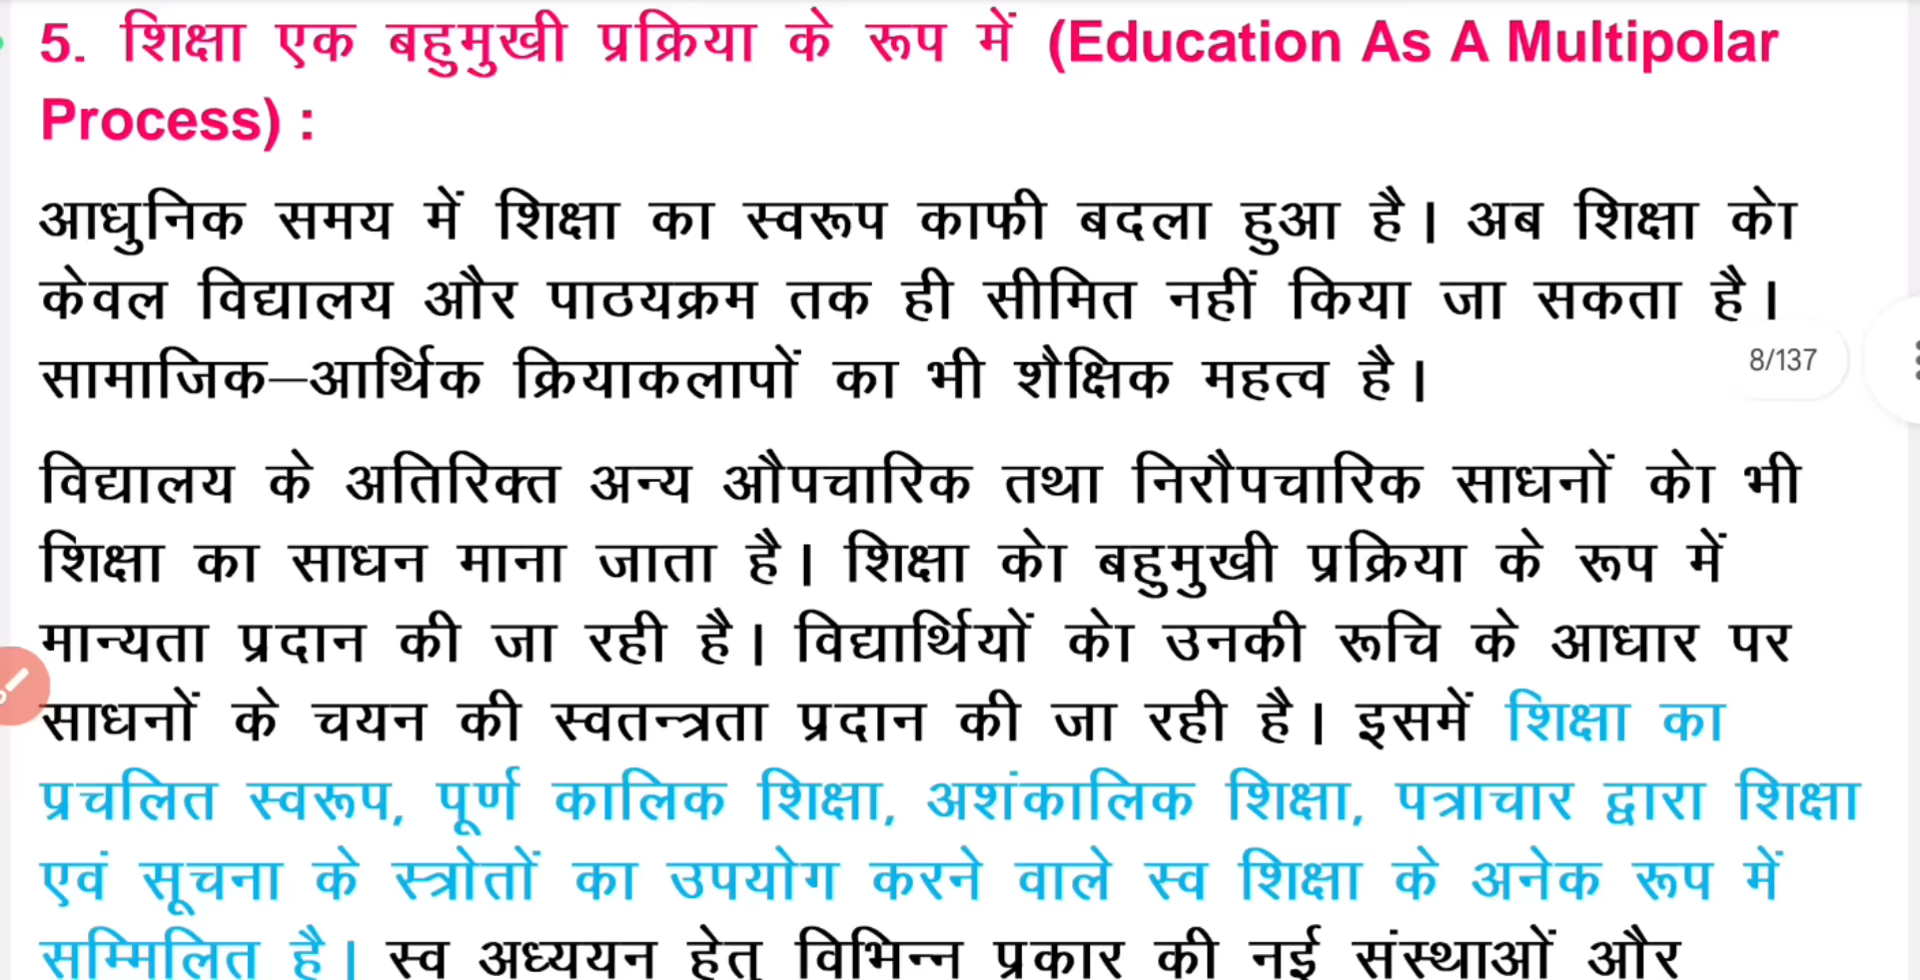 5. शिक्षा एक बहुमुखी प्रक्रिया के रूप में (Education As A Multipolar
Process) :
आधुनिक समय में शिक्षा का स्वरूप काफी बदला हुआ है। अब शिक्षा को
केवल विद्यालय और पाठयक्रम तक ही सीमित नहीं किया जा सकता है।
सामाजिक–आर्थिक क्रियाकलापों का भी शैक्षिक महत्व है।
8/137
विद्यालय के अतिरिक्त अन्य औपचारिक तथा निरौपचारिक साधनों को भी
शिक्षा का साधन माना जाता है। शिक्षा को बहुमुखी प्रक्रिया के रूप में
मान्यता प्रदान की जा रही है। विद्यार्थियों को उनकी रूचि के आधार पर
साधनों के चयन की स्वतन्त्रता प्रदान की जा रही है। इसमें शिक्षा का
प्रचलित स्वरूप, पूर्ण कालिक शिक्षा, अशंकालिक शिक्षा, पत्राचार द्वारा शिक्षा
एवं सूचना के स्त्रोतों का उपयोग करने वाले स्व शिक्षा के अनेक रूप में
सम्मिलित है। स्व अध्ययन हेतु विभिन्न प्रकार की नई संस्थाओं और